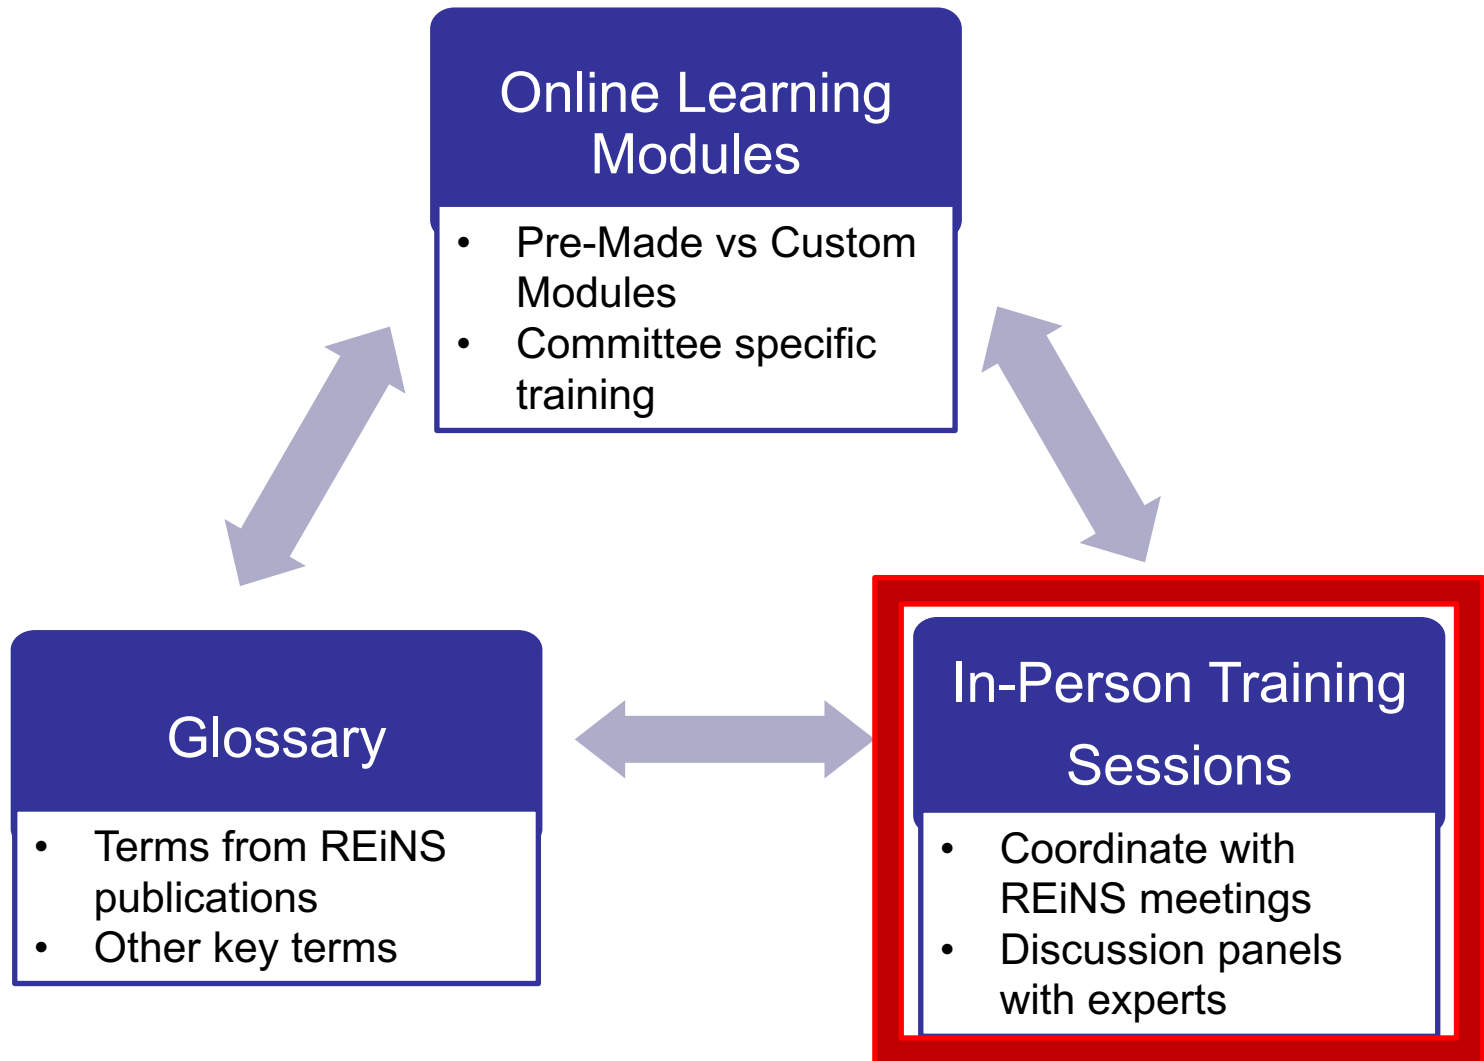 Online Learning
Modules
• Pre-Made vs Custom
Modules
• Committee specific
training
Glossary
• Terms from REiNS
publications
• Other key terms
In-Person Training
Sessions
• Coordinate with
REiNS meetings
• Discussion panels
with experts